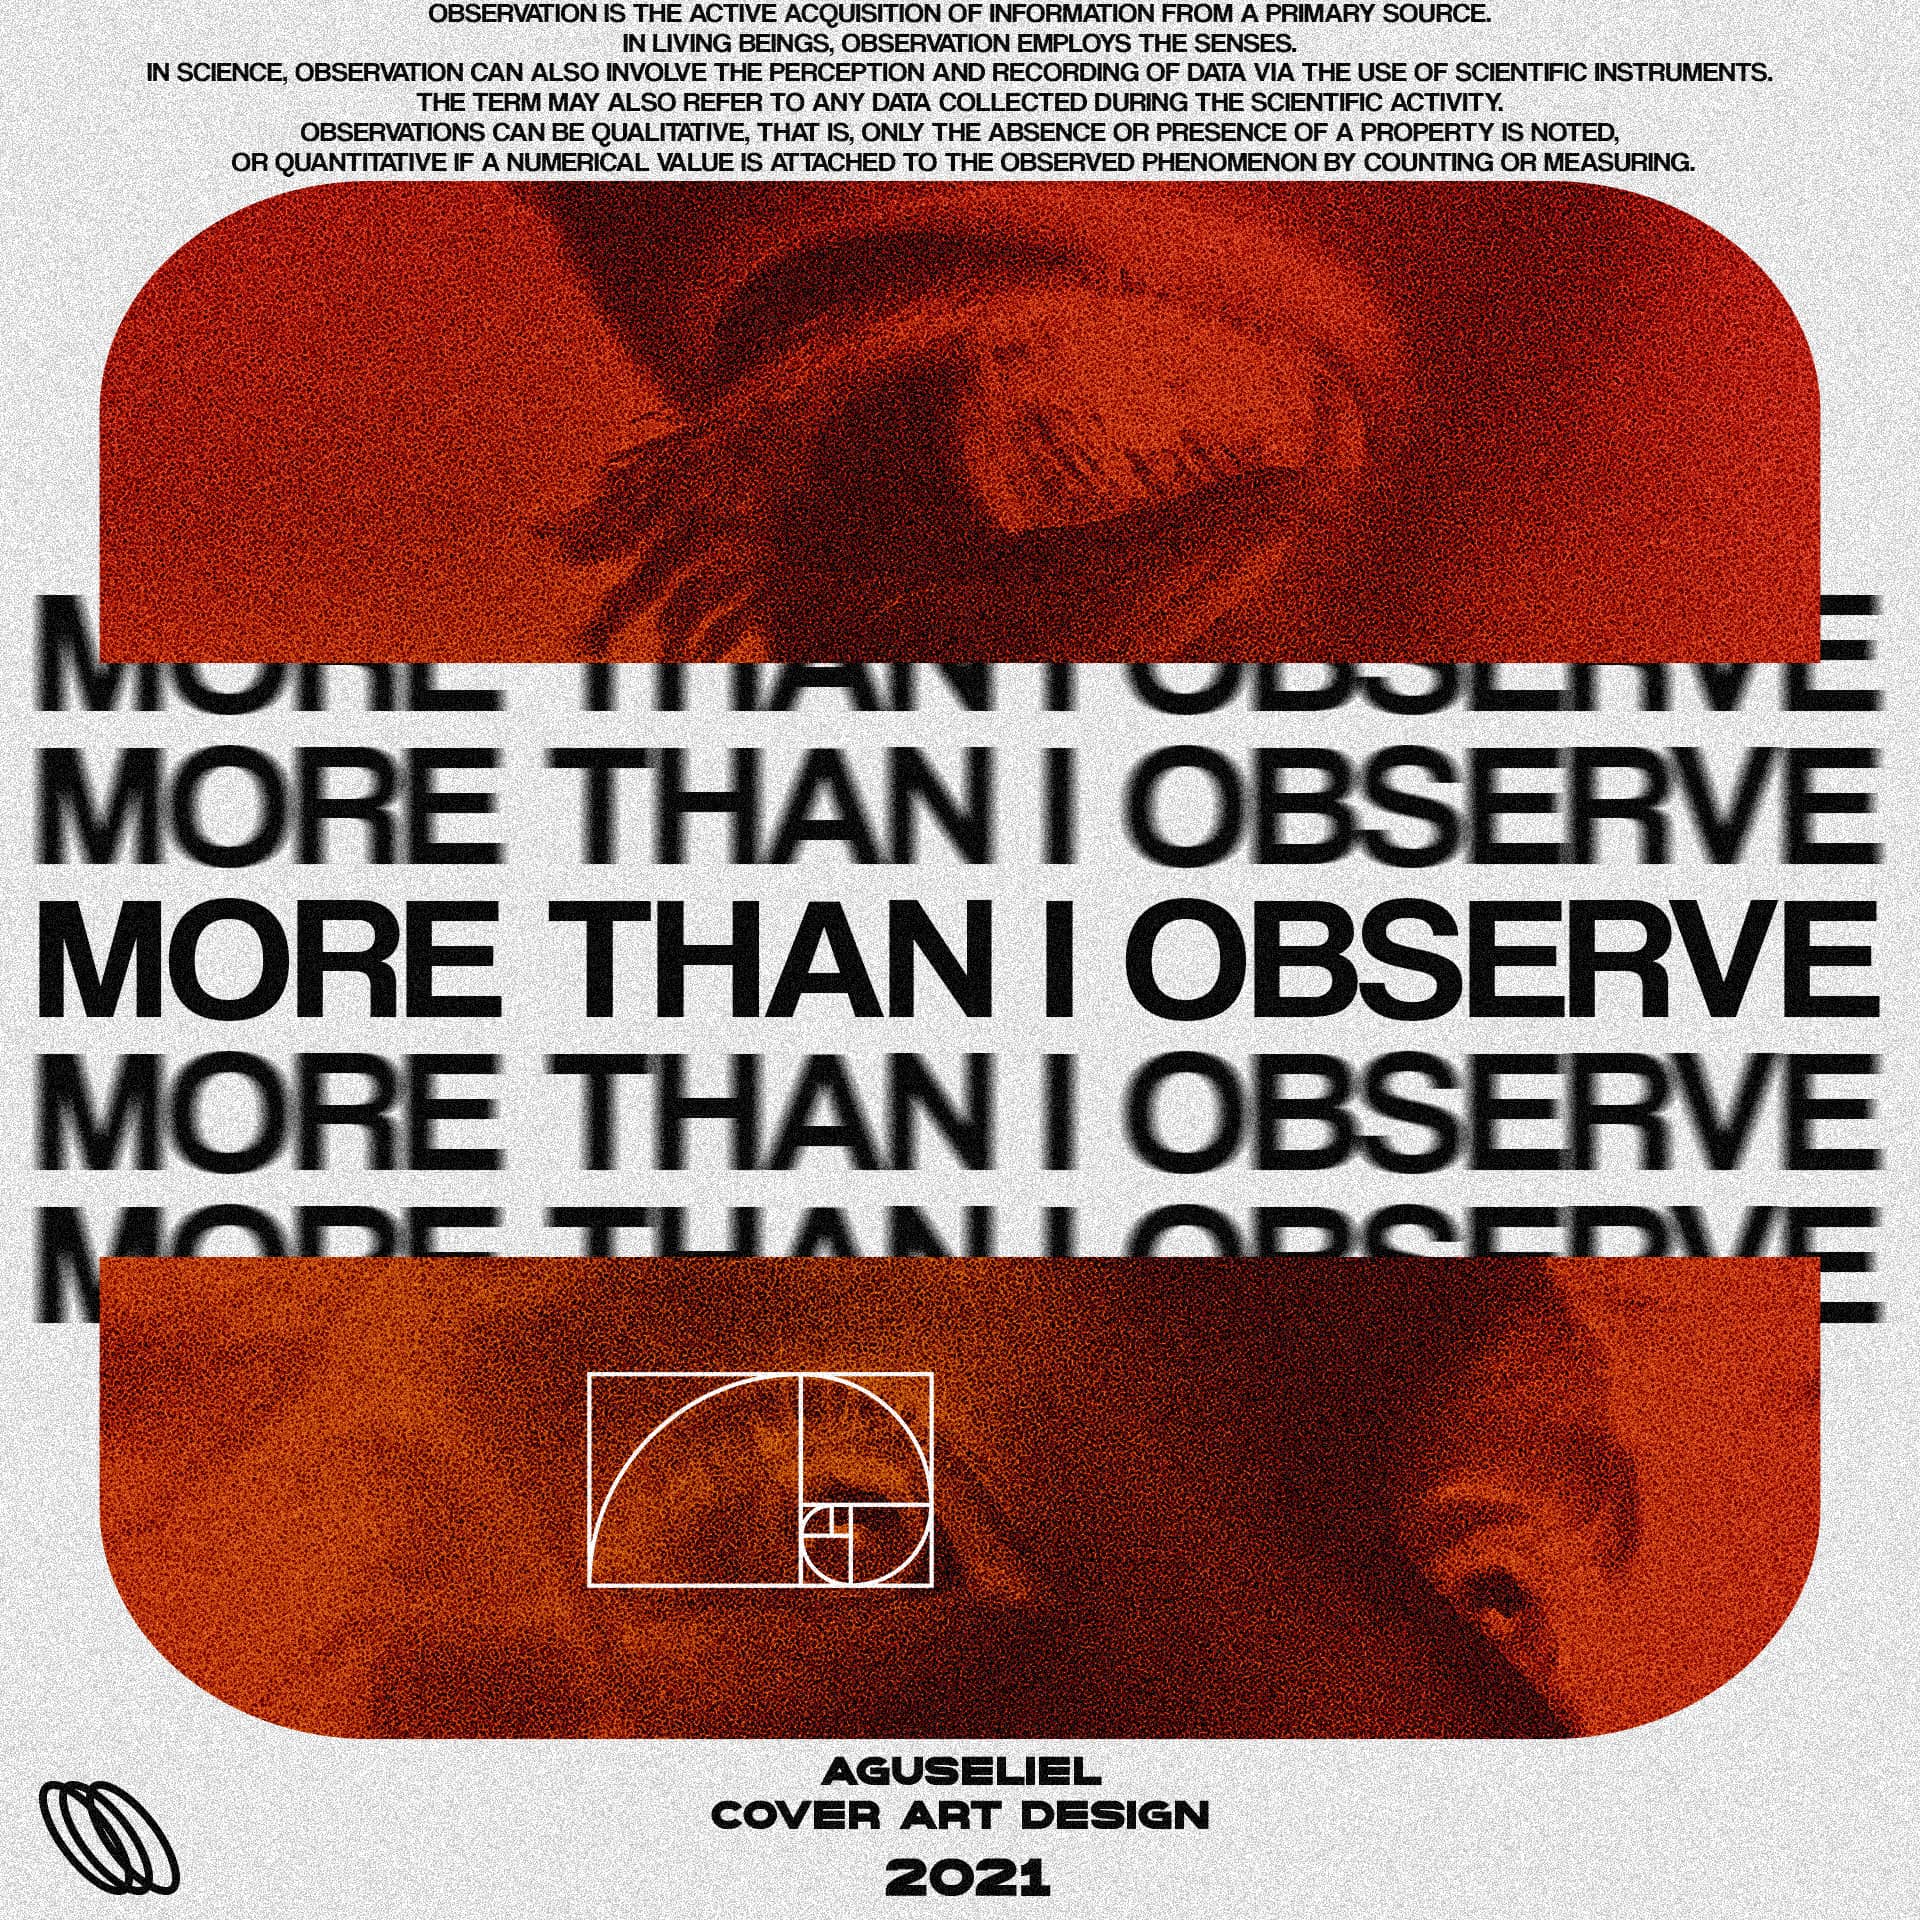 OBSERVATION IS THE ACTIVE ACQUISITION OF INFORMATION FROM A PRIMARY SOURCE.
IN LIVING BEINGS, OBSERVATION EMPLOYS THE SENSES.
IN SCIENCE, OBSERVATION CAN ALSO INVOLVE THE PERCEPTION AND RECORDING OF DATA VIA THE USE OF SCIENTIFIC INSTRUMENTS.
THE TERM MAY ALSO REFER TO ANY DATA COLLECTED DURING THE SCIENTIFIC ACTIVITY.
OBSERVATIONS CAN BE QUALITATIVE, THAT IS, ONLY THE ABSENCE OR PRESENCE OF A PROPERTY IS NOTED,
OR QUANTITATIVE IF A NUMERICAL VALUE IS ATTACHED TO THE OBSERVED PHENOMENON BY COUNTING OR MEASURING.
MORE THAN I OBSERVE
MORE THAN I OBSERVE
MORE THAN I OBSERVE
MORE THAN I OBSERVE
MORE THAN I OBSERVE
AGUSELIEL
COVER ART DESIGN
2021